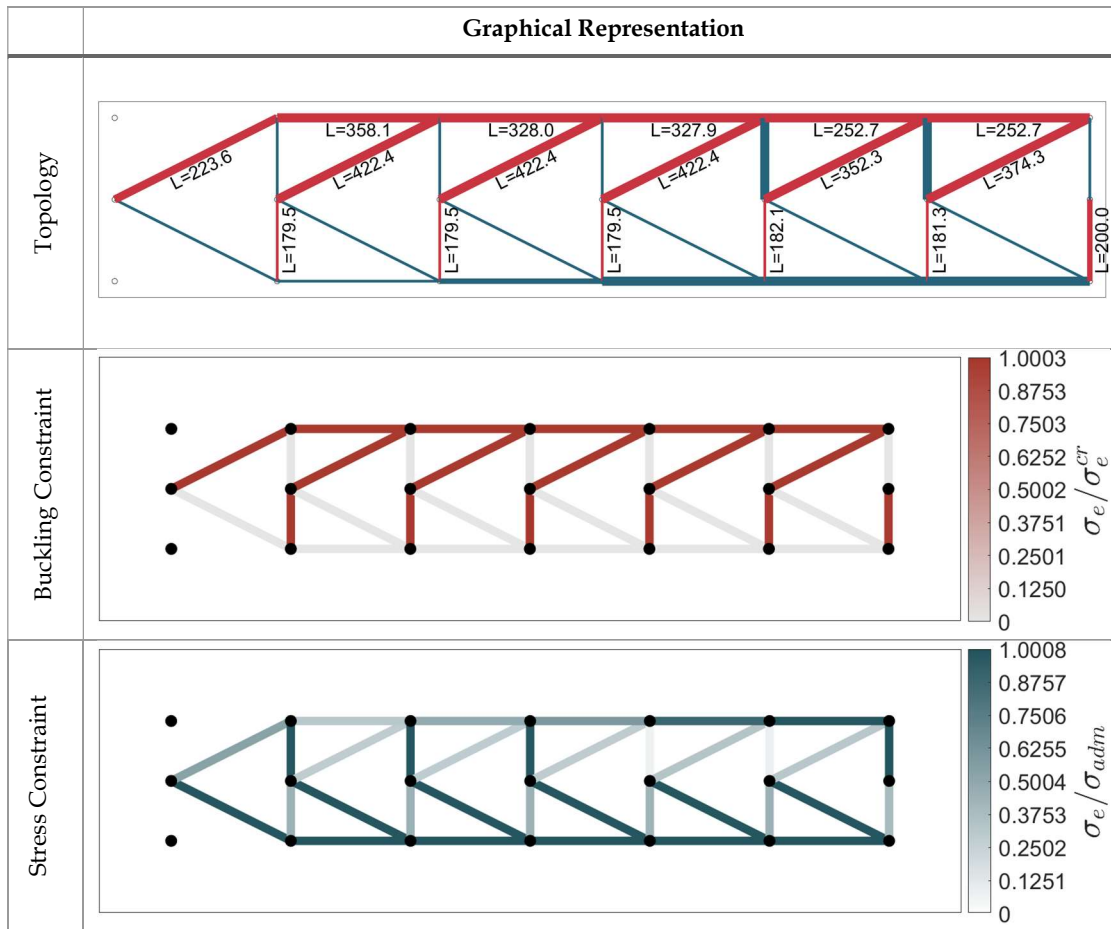 Graphical Representation
Topology
L=358.1
L=328.0
L=327.9
L=252.7
L=252.7
L=223.6
L=422.4
L=422.4
L=422.4
L=352.3
L=374.3
L=179.5
L=179.5
L=179.5
L=182.1
L=181.3
L=200.0
Buckling Constraint
1.0003
0.8753
0.7503
0.6252
0.5002
0.3751
0.2501
0.1250
0
σe/σe^cr
Stress Constraint
1.0008
0.8757
0.7506
0.6255
0.5004
0.3753
0.2502
0.1251
0
σe/σadm